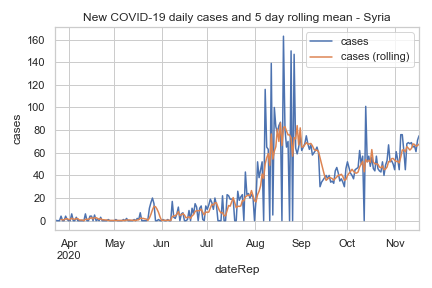 New COVID-19 daily cases and 5 day rolling mean - Syria
cases
cases (rolling)
160
140
120
100
80
60
40
20
0
cases
Apr
2020
May
Jun
Jul
Aug
Sep
Oct
Nov
dateRep